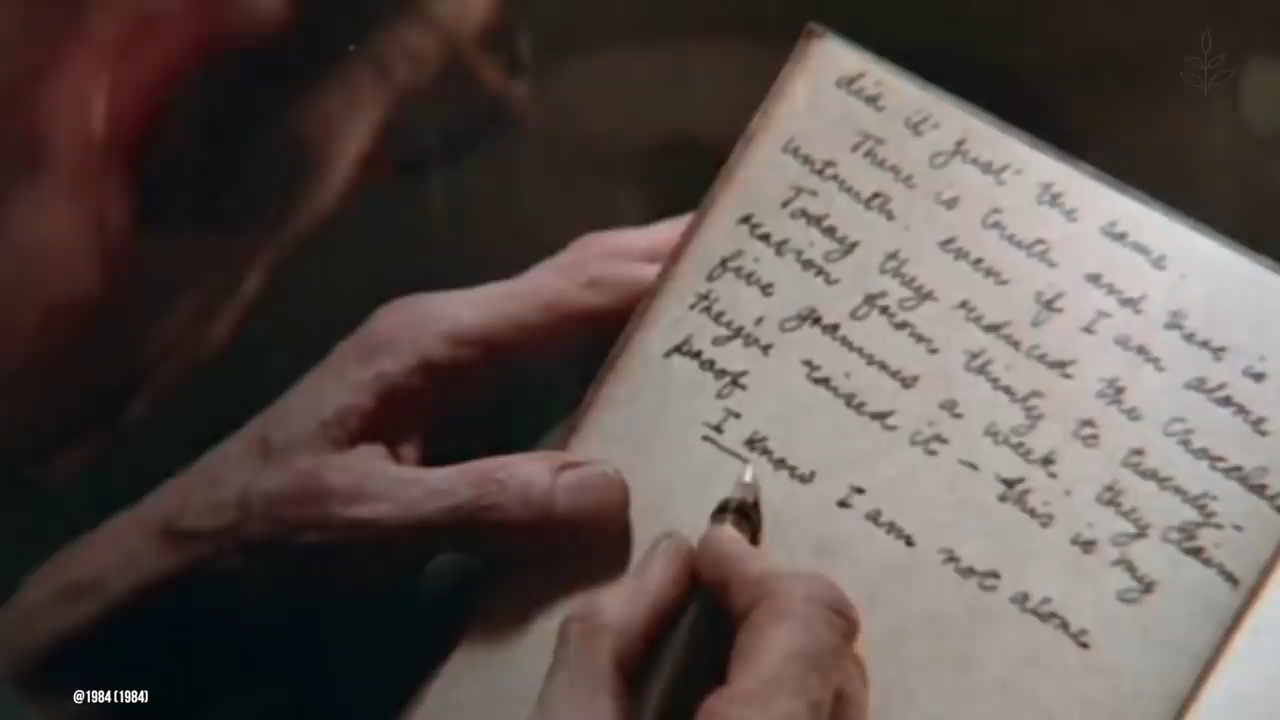 did it just the same.
There is truth and there is
untruth. even if I am alone
Today they reduced the Chocolate
ration from thirty to twenty-
five grammes a week. they claim
they've raised it – this is my
proof
I know I am not alone
@1984 (1984)